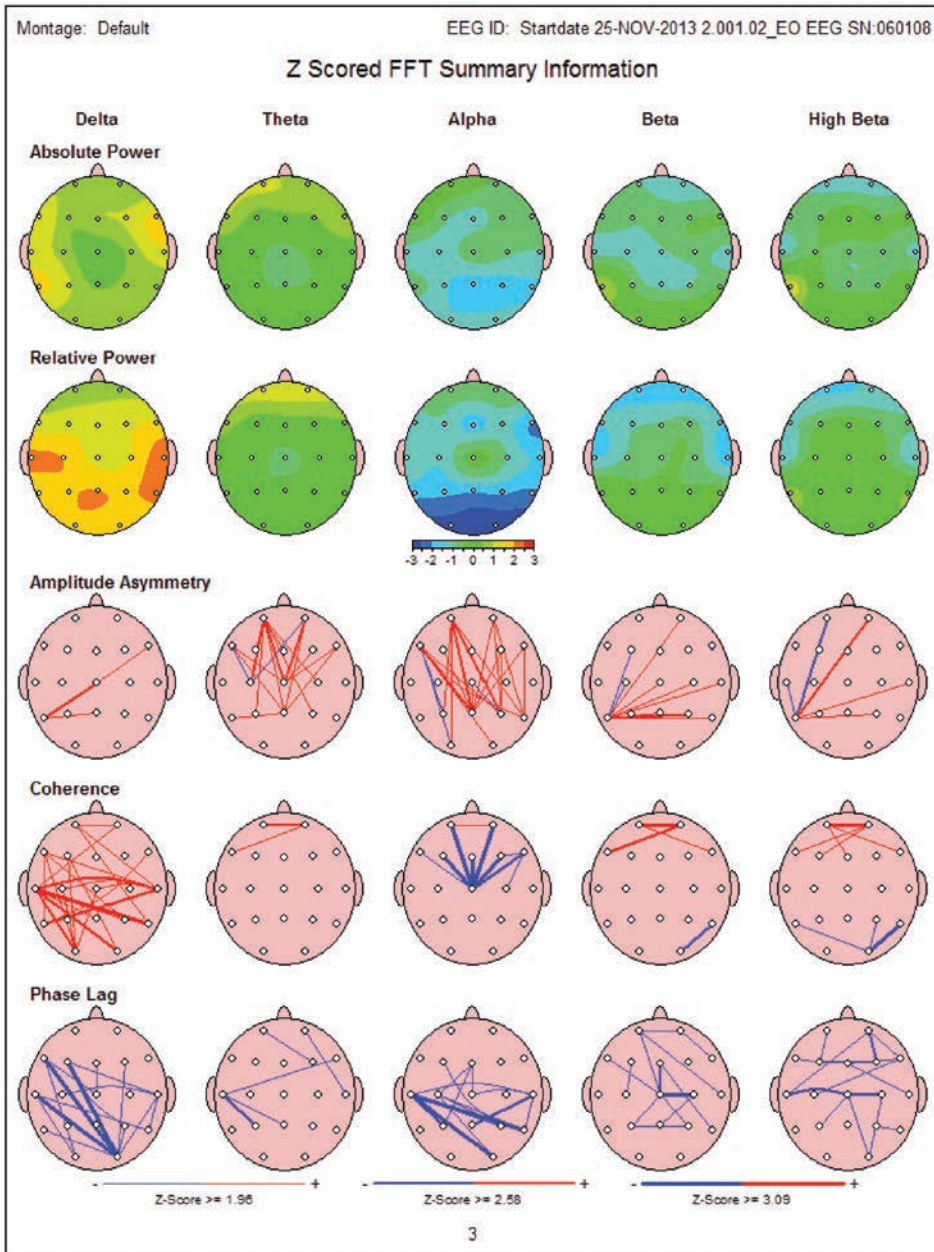 Montage: Default EEG ID: Startdate 25-NOV-2013 2.001.02_EO EEG SN:060108
Z Scored FFT Summary Information
Delta Theta Alpha Beta High Beta
Absolute Power
Relative Power
-3 -2 -1 0 1 2 3
Amplitude Asymmetry
Coherence
Phase Lag
- + - + - +
Z-Score >= 1.96 Z-Score >= 2.58 Z-Score >= 3.09
3